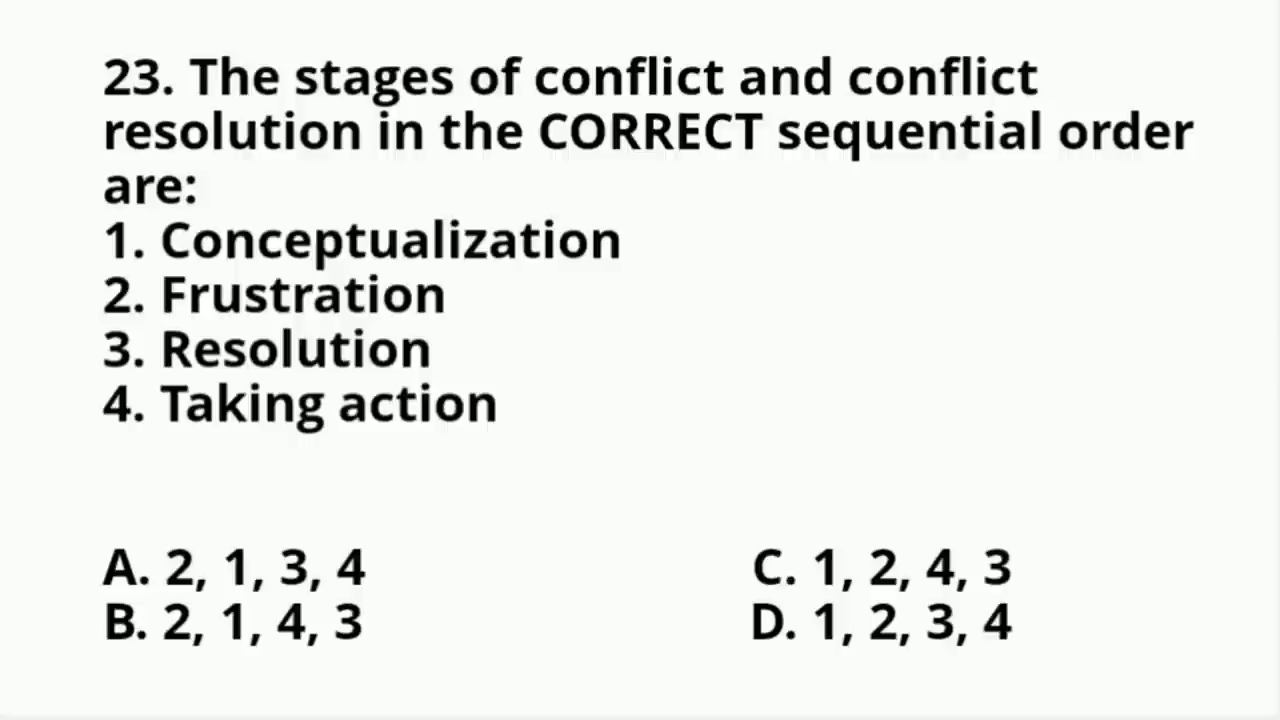 23. The stages of conflict and conflict
resolution in the CORRECT sequential order
are:
1. Conceptualization
2. Frustration
3. Resolution
4. Taking action
A. 2, 1, 3, 4
B. 2, 1, 4, 3
C. 1, 2, 4, 3
D. 1, 2, 3, 4